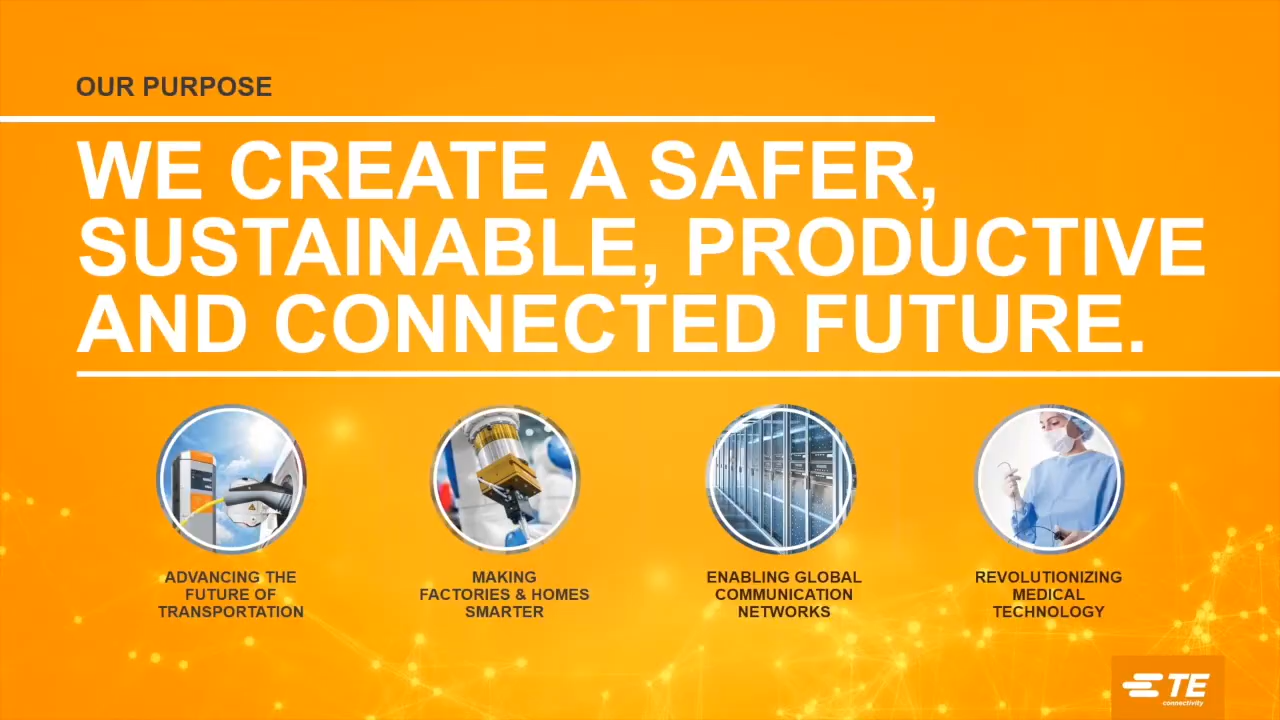 OUR PURPOSE
WE CREATE A SAFER,
SUSTAINABLE, PRODUCTIVE
AND CONNECTED FUTURE.
ADVANCING THE
FUTURE OF
TRANSPORTATION
MAKING
FACTORIES & HOMES
SMARTER
ENABLING GLOBAL
COMMUNICATION
NETWORKS
REVOLUTIONIZING
MEDICAL
TECHNOLOGY
TE
connectivity